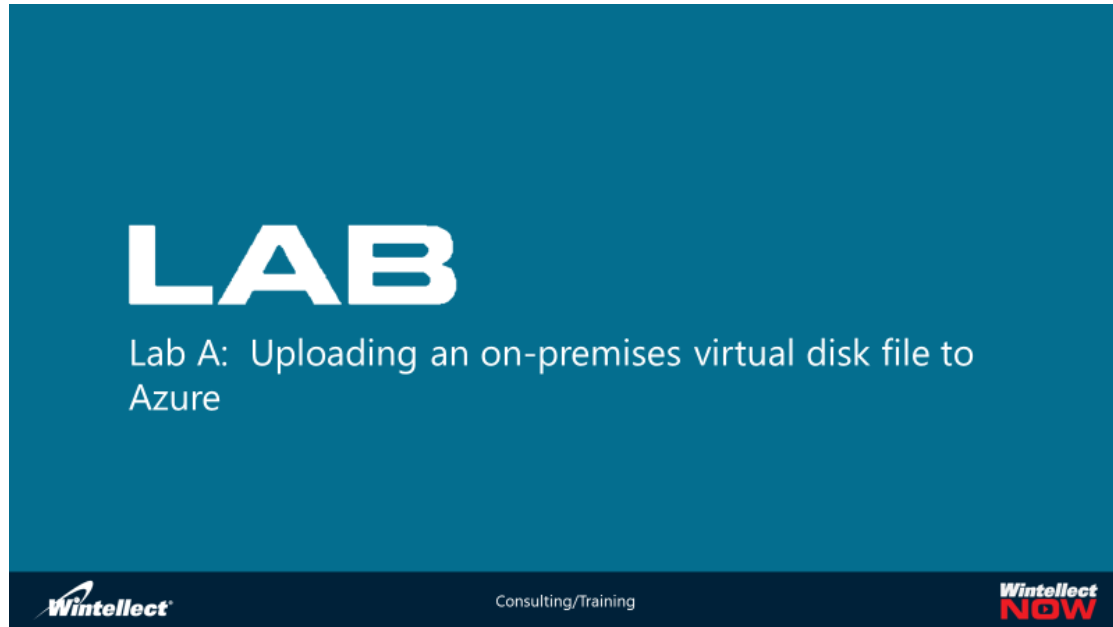 LAB
Lab A:  Uploading an on-premises virtual disk file to
Azure
Wintellect®
Consulting/Training
Wintellect
NOW